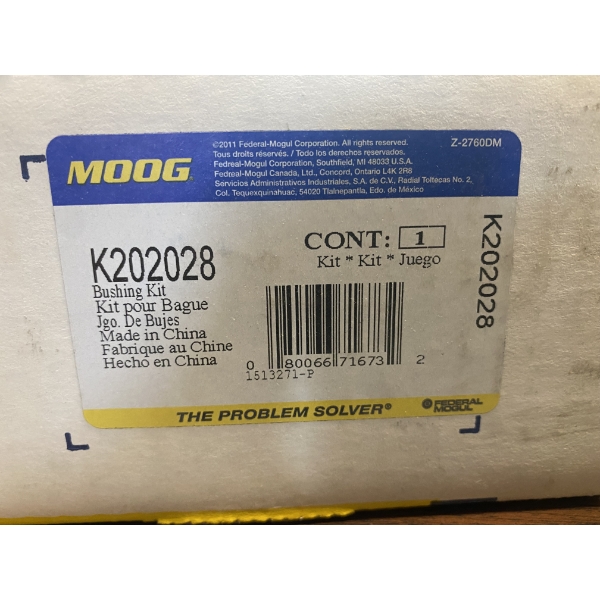 MOOG
©2011 Federal-Mogul Corporation. All rights reserved.
Tous droits réservés. / Todo los derechos reservados.
Fedreal-Mogul Corporation, Southfield, MI 48033 U.S.A.
Fedreal-Mogul Canada, Ltd., Concord, Ontario L4K 2R8
Servicios Administrativos Industriales, S.A. de C.V., Radial Toltecas No. 2,
Col. Tequexquinahuac, 54020 Tlalnepantla, Edo. de México
Z-2760DM
K202028
Bushing Kit
Kit pour Bague
Jgo. De Bujes
Made in China
Fabrique au Chine
Hecho en China
CONT: 1
Kit * Kit * Juego
0 80066 71673 2
1513271-P
K202028
THE PROBLEM SOLVER®
FEDERAL
MOGUL